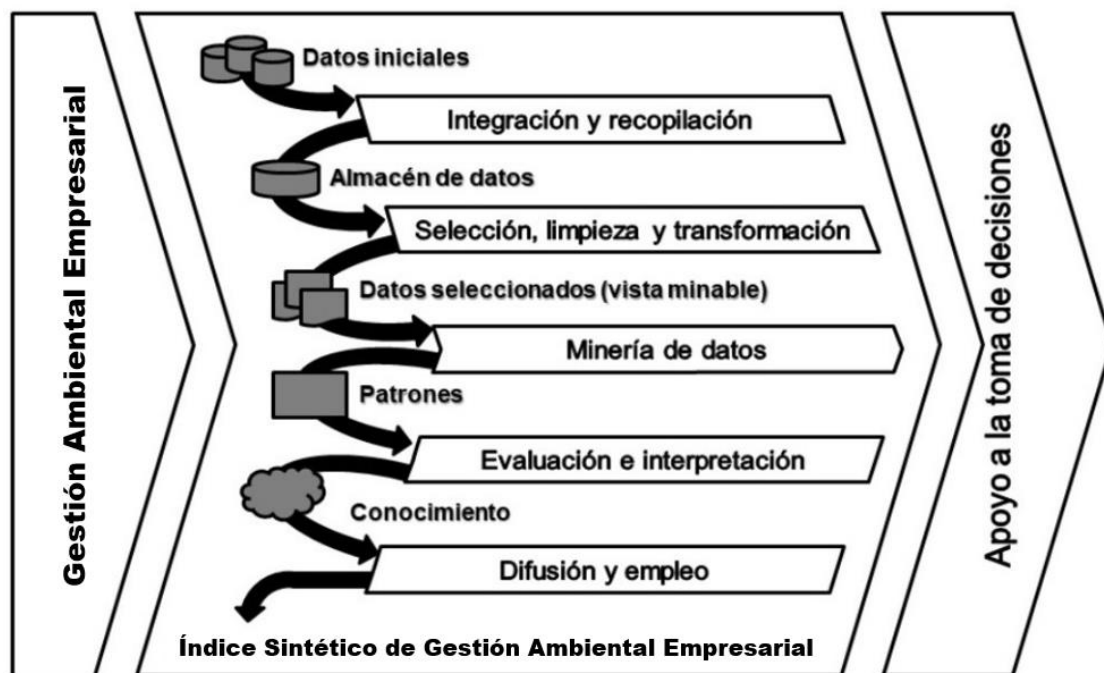 Gestión Ambiental Empresarial
Datos iniciales
Integración y recopilación
Almacén de datos
Selección, limpieza y transformación
Datos seleccionados (vista minable)
Minería de datos
Patrones
Evaluación e interpretación
Conocimiento
Difusión y empleo
Índice Sintético de Gestión Ambiental Empresarial
Apoyo a la toma de decisiones